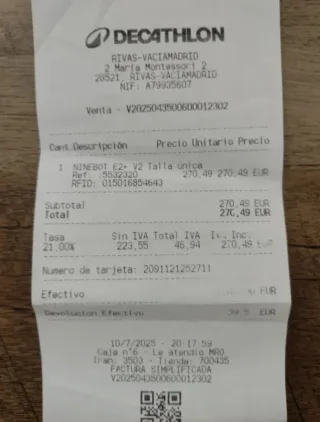 DECATHLON
RIVAS-VACIAMADRID
2 María Montessori 2
28521, RIVAS-VACIAMADRID
NIF: A79935607
Venta - V2025043500600012302
Cant.Descripción Precio Unitario Precio
1 NINEBOT E2+ V2 Talla única
Ref.: 5532320 270,49 270,49 EUR
RFID: 015016854643
Subtotal 270,49 EUR
Total 270,49 EUR
Tasa Sin IVA Total IVA Inc.
21,00% 223,55 46,94 270,49 EUR
Numero de tarjeta: 2091121252711
Efectivo EUR
Devolucion Efectivo EUR
10/7/2025 - 20:17:59
Caja nº6 - Le atendio MRO
Tran: 3503 - Tienda: 700435
FACTURA SIMPLIFICADA
V2025043500600012302